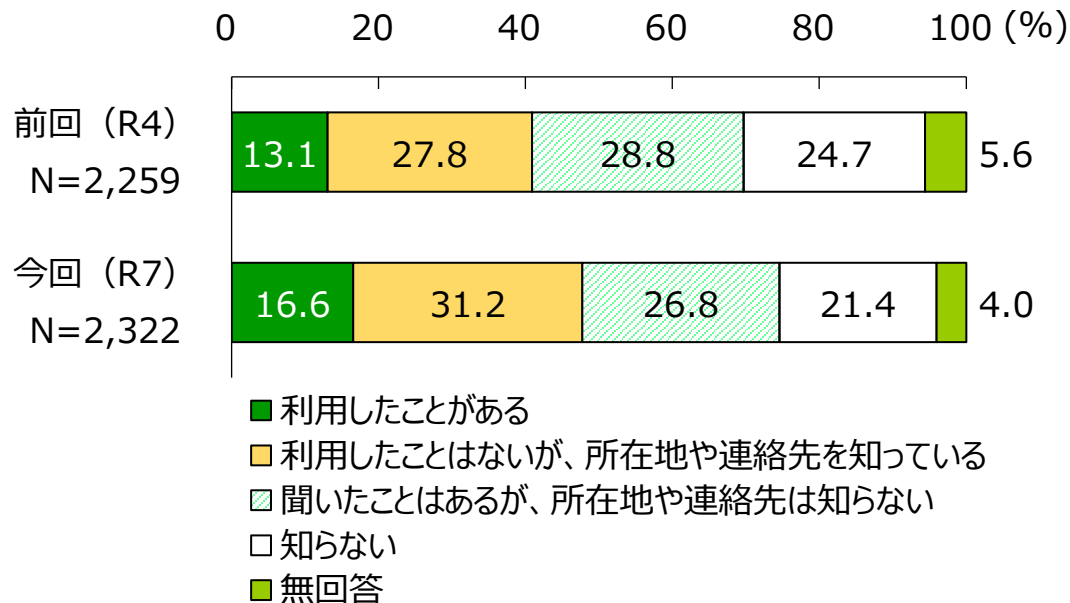 0 20 40 60 80 100 (%)
前回（R4）
N=2,259
13.1 27.8 28.8 24.7 5.6
今回（R7）
N=2,322
16.6 31.2 26.8 21.4 4.0
利用したことがある
利用したことはないが、所在地や連絡先を知っている
聞いたことはあるが、所在地や連絡先は知らない
知らない
無回答